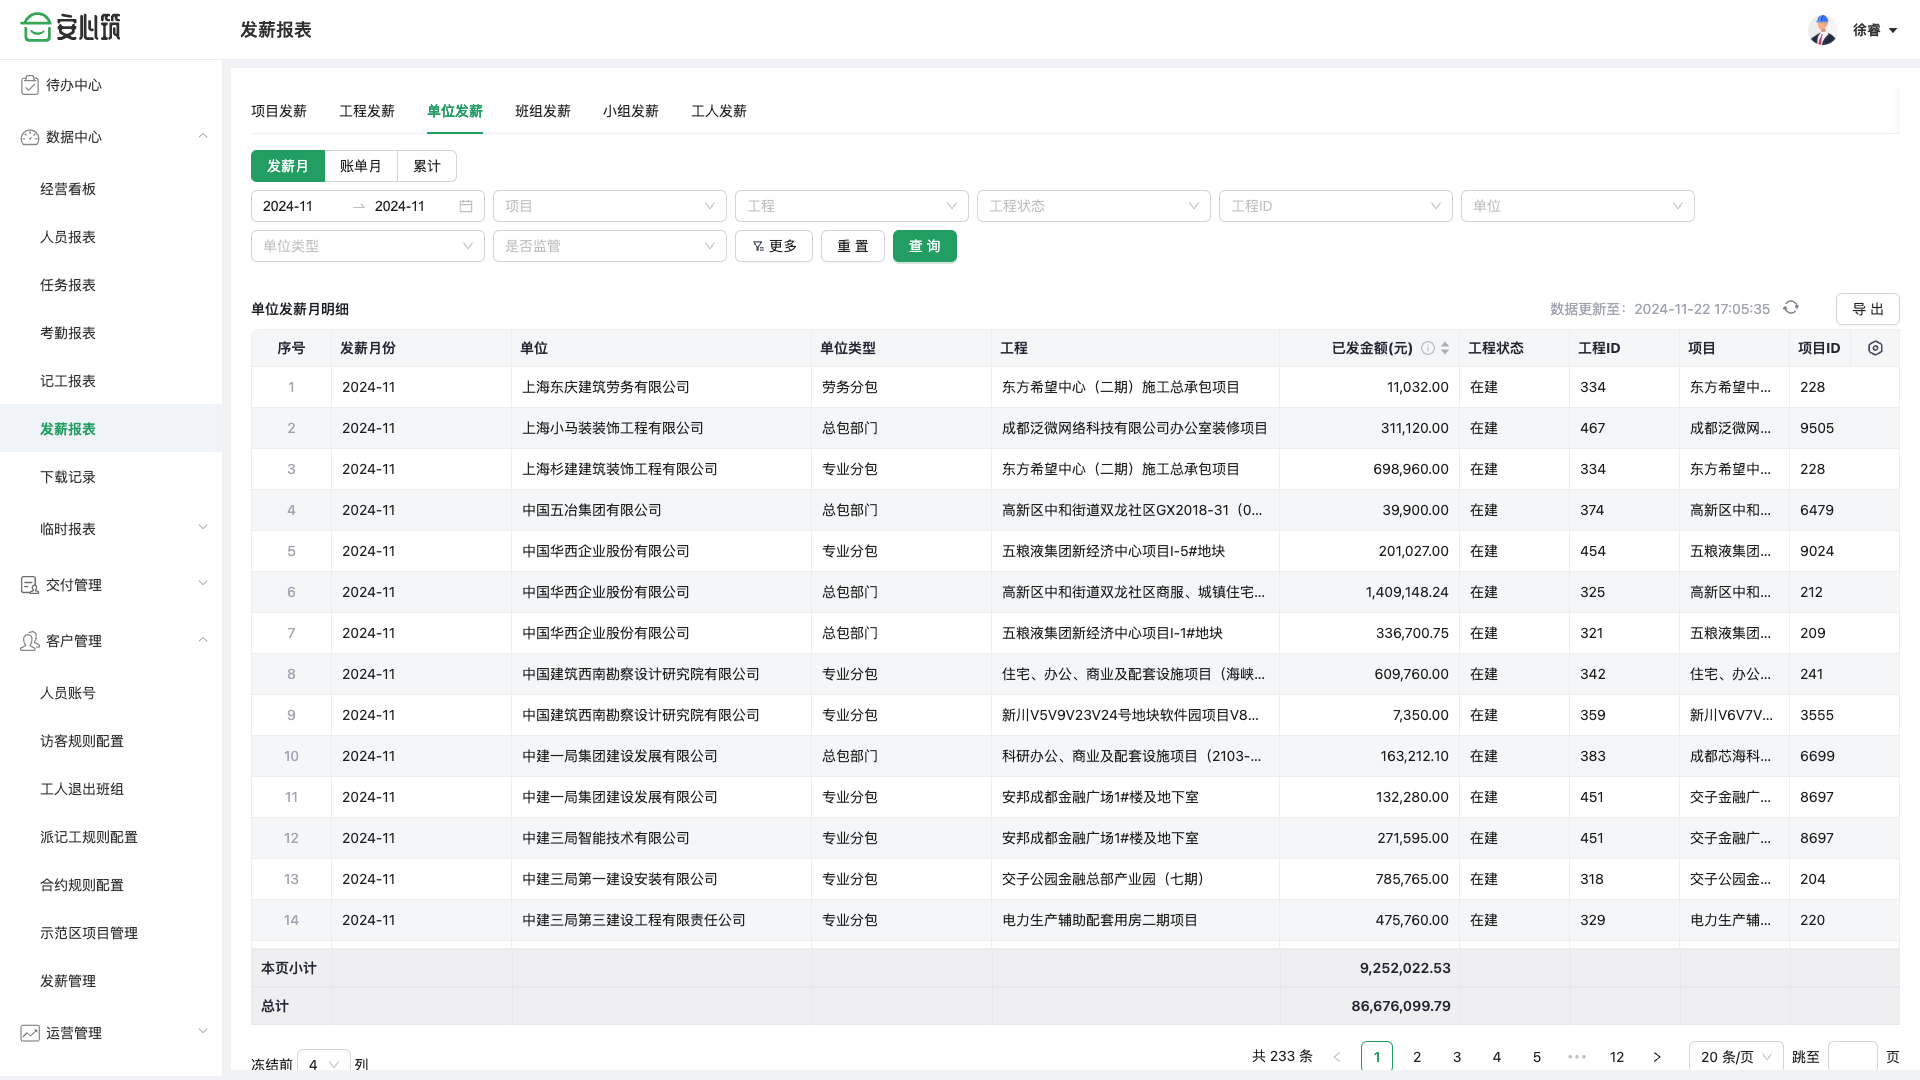 安心筑
发薪报表
徐睿
待办中心
数据中心
经营看板
人员报表
任务报表
考勤报表
记工报表
发薪报表
下载记录
临时报表
交付管理
客户管理
人员账号
访客规则配置
工人退出班组
派记工规则配置
合约规则配置
示范区项目管理
发薪管理
运营管理
项目发薪 工程发薪 单位发薪 班组发薪 小组发薪 工人发薪
发薪月 账单月 累计
2024-11 → 2024-11 项目 工程 工程状态 工程ID 单位
单位类型 是否监管 更多 重 置 查 询
单位发薪月明细 数据更新至：2024-11-22 17:05:35 导 出
序号 发薪月份 单位 单位类型 工程 已发金额(元) 工程状态 工程ID 项目 项目ID
1 2024-11 上海东庆建筑劳务有限公司 劳务分包 东方希望中心（二期）施工总承包项目 11,032.00 在建 334 东方希望中... 228
2 2024-11 上海小马装装饰工程有限公司 总包部门 成都泛微网络科技有限公司办公室装修项目 311,120.00 在建 467 成都泛微网... 9505
3 2024-11 上海杉建建筑装饰工程有限公司 专业分包 东方希望中心（二期）施工总承包项目 698,960.00 在建 334 东方希望中... 228
4 2024-11 中国五冶集团有限公司 总包部门 高新区中和街道双龙社区GX2018-31（0... 39,900.00 在建 374 高新区中和... 6479
5 2024-11 中国华西企业股份有限公司 专业分包 五粮液集团新经济中心项目I-5#地块 201,027.00 在建 454 五粮液集团... 9024
6 2024-11 中国华西企业股份有限公司 总包部门 高新区中和街道双龙社区商服、城镇住宅... 1,409,148.24 在建 325 高新区中和... 212
7 2024-11 中国华西企业股份有限公司 总包部门 五粮液集团新经济中心项目I-1#地块 336,700.75 在建 321 五粮液集团... 209
8 2024-11 中国建筑西南勘察设计研究院有限公司 专业分包 住宅、办公、商业及配套设施项目（海峡... 609,760.00 在建 342 住宅、办公... 241
9 2024-11 中国建筑西南勘察设计研究院有限公司 专业分包 新川V5V9V23V24号地块软件园项目V8... 7,350.00 在建 359 新川V6V7V... 3555
10 2024-11 中建一局集团建设发展有限公司 总包部门 科研办公、商业及配套设施项目（2103-... 163,212.10 在建 383 成都芯海科... 6699
11 2024-11 中建一局集团建设发展有限公司 专业分包 安邦成都金融广场1#楼及地下室 132,280.00 在建 451 交子金融广... 8697
12 2024-11 中建三局智能技术有限公司 专业分包 安邦成都金融广场1#楼及地下室 271,595.00 在建 451 交子金融广... 8697
13 2024-11 中建三局第一建设安装有限公司 专业分包 交子公园金融总部产业园（七期） 785,765.00 在建 318 交子公园金... 204
14 2024-11 中建三局第三建设工程有限责任公司 专业分包 电力生产辅助配套用房二期项目 475,760.00 在建 329 电力生产辅... 220
本页小计 9,252,022.53
总计 86,676,099.79
冻结前 4 列 共 233 条 < 1 2 3 4 5 ••• 12 > 20 条/页 跳至 页